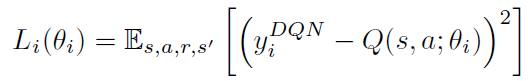 L_i(θ_i) = 𝔼_{s,a,r,s′} [ ( y_i^{DQN} − Q(s, a; θ_i) )^2 ]